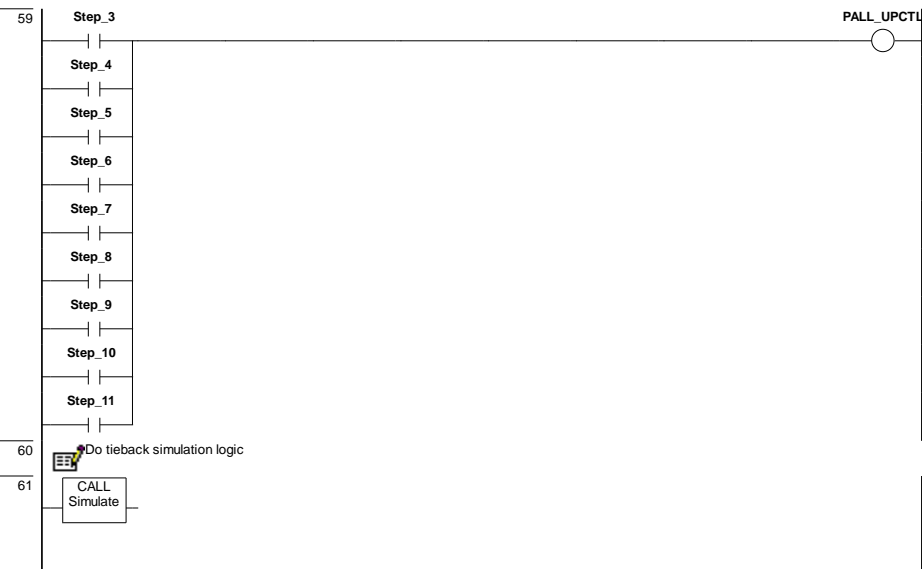 59 Step_3 PALL_UPCTL
Step_4
Step_5
Step_6
Step_7
Step_8
Step_9
Step_10
Step_11
60 Do tieback simulation logic
61 CALL
Simulate